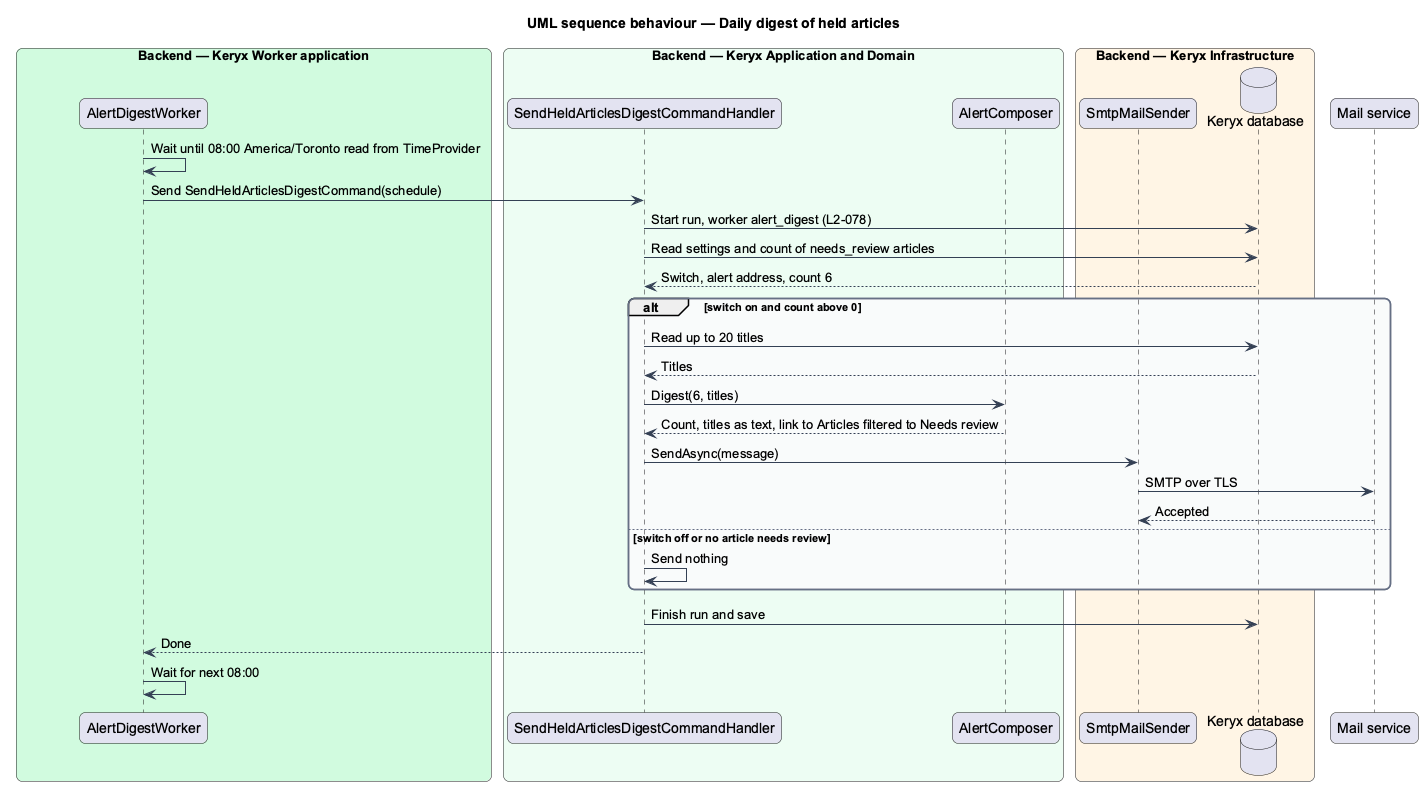 UML sequence behaviour — Daily digest of held articles
Backend — Keryx Worker application
Backend — Keryx Application and Domain
Backend — Keryx Infrastructure
AlertDigestWorker
SendHeldArticlesDigestCommandHandler
AlertComposer
SmtpMailSender
Keryx database
Mail service
Wait until 08:00 America/Toronto read from TimeProvider
Send SendHeldArticlesDigestCommand(schedule)
Start run, worker alert_digest (L2-078)
Read settings and count of needs_review articles
Switch, alert address, count 6
alt
[switch on and count above 0]
Read up to 20 titles
Titles
Digest(6, titles)
Count, titles as text, link to Articles filtered to Needs review
SendAsync(message)
SMTP over TLS
Accepted
[switch off or no article needs review]
Send nothing
Finish run and save
Done
Wait for next 08:00
AlertDigestWorker
SendHeldArticlesDigestCommandHandler
AlertComposer
SmtpMailSender
Keryx database
Mail service